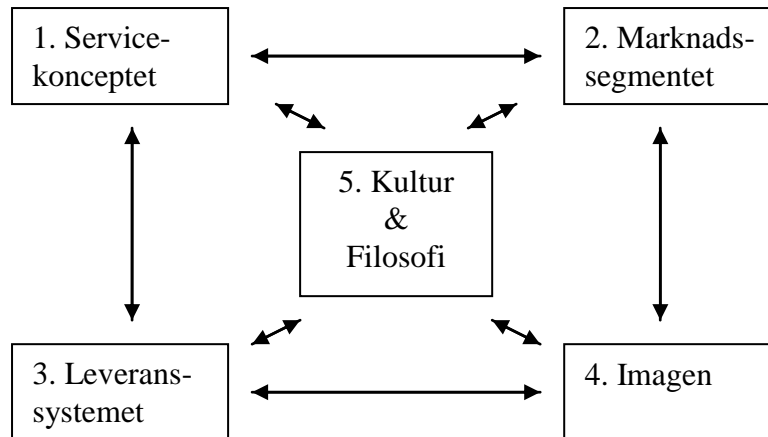 1. Service-
konceptet
2. Marknads-
segmentet
5. Kultur
&
Filosofi
3. Leverans-
systemet
4. Imagen